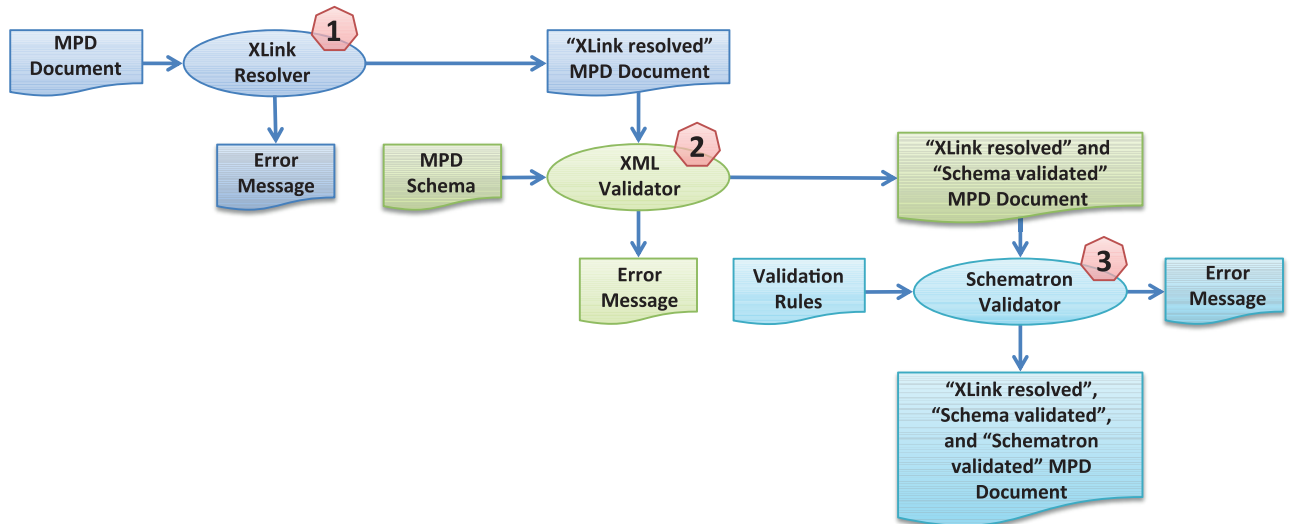 MPD
Document
XLink
Resolver
1
“XLink resolved”
MPD Document
Error
Message
MPD
Schema
XML
Validator
2
“XLink resolved” and
“Schema validated”
MPD Document
Error
Message
Validation
Rules
Schematron
Validator
3
Error
Message
“XLink resolved”,
“Schema validated”,
and “Schematron
validated” MPD
Document